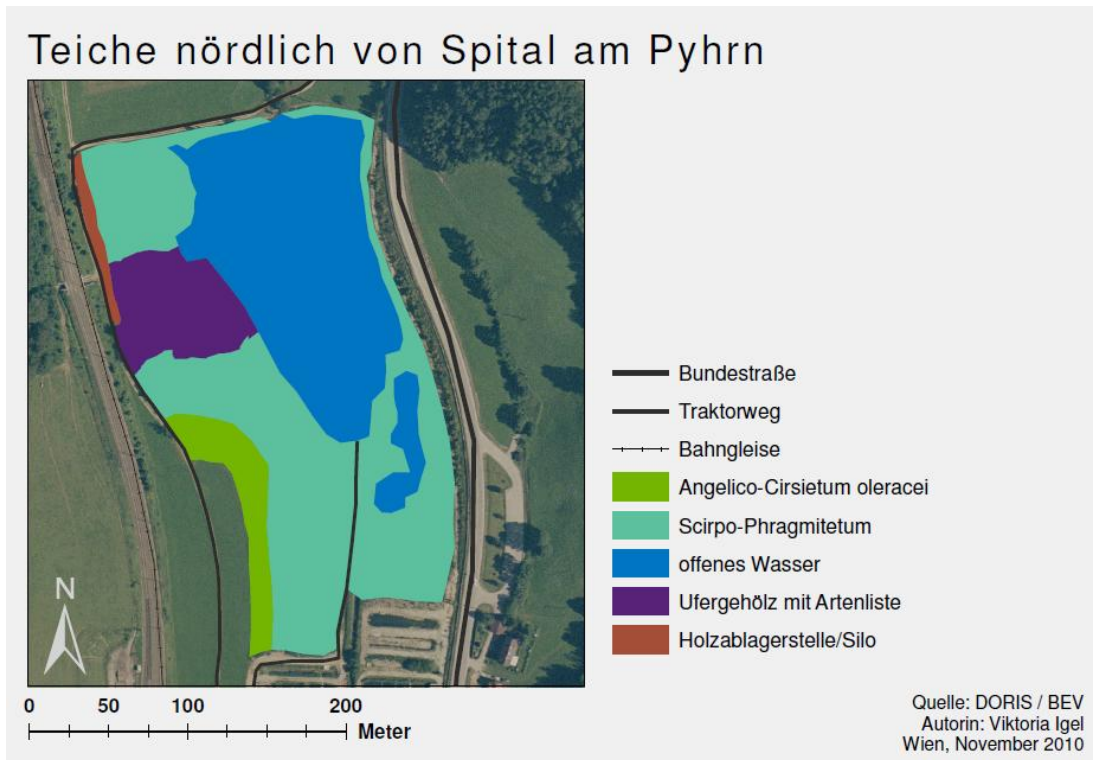 Teiche nördlich von Spital am Pyhrn
Bundestraße
Traktorweg
Bahngleise
Angelico-Cirsietum oleracei
Scirpo-Phragmitetum
offenes Wasser
Ufergehölz mit Artenliste
Holzablagerstelle/Silo
N
0 50 100 200
Meter
Quelle: DORIS / BEV
Autorin: Viktoria Igel
Wien, November 2010